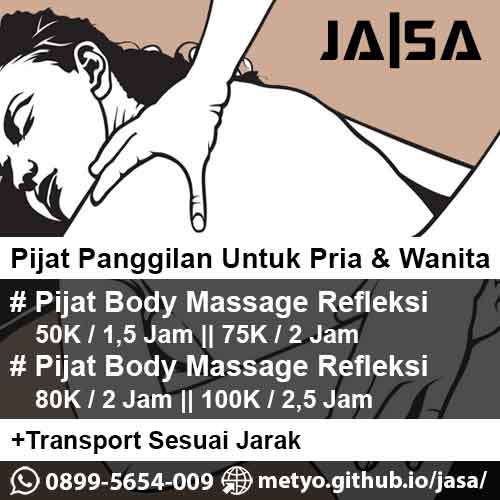 JA|SA
Pijat Panggilan Untuk Pria & Wanita
# Pijat Body Massage Refleksi
50K / 1,5 Jam || 75K / 2 Jam
# Pijat Body Massage Refleksi
80K / 2 Jam || 100K / 2,5 Jam
+Transport Sesuai Jarak
0899-5654-009 metyo.github.io/jasa/